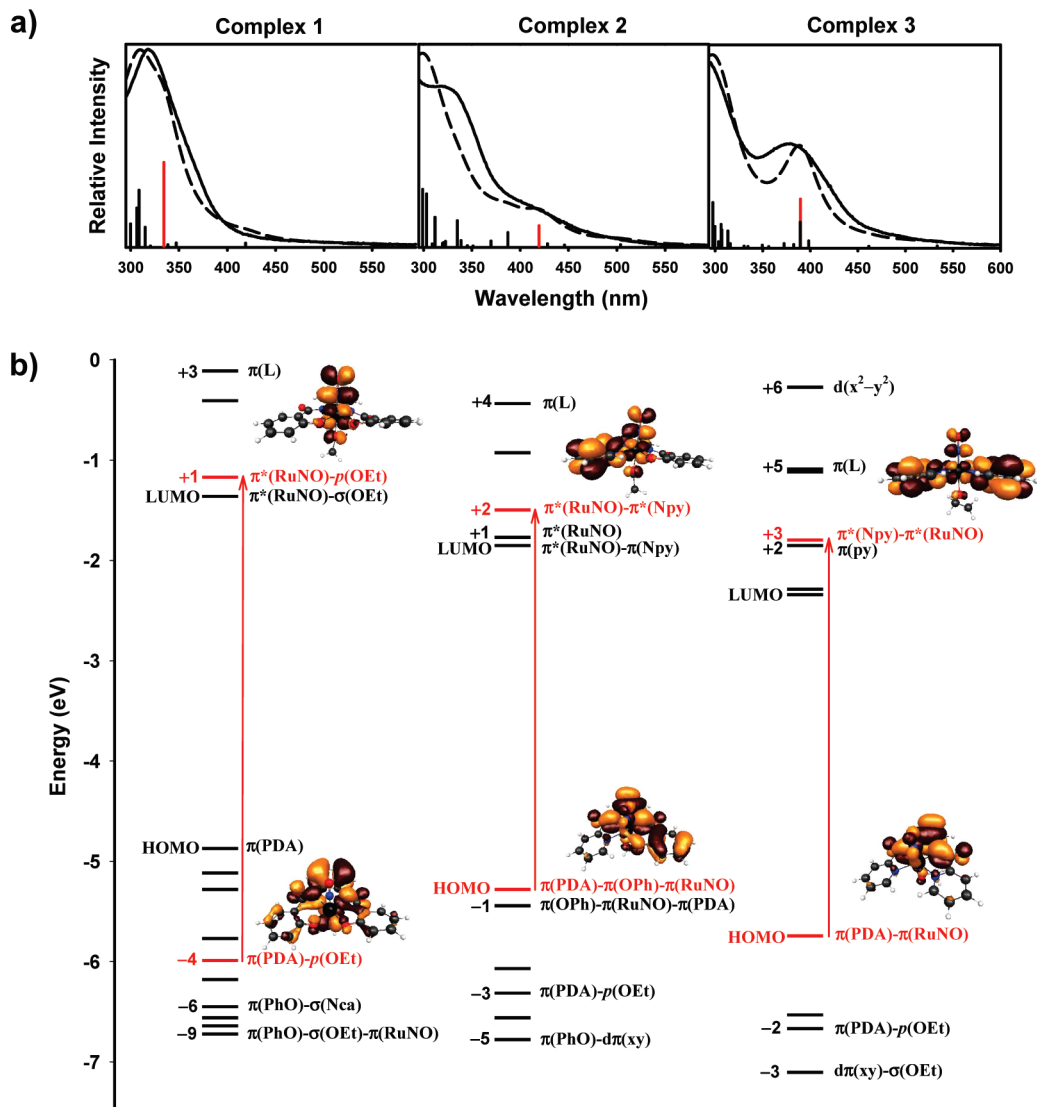 a)
Complex 1 Complex 2 Complex 3
Relative Intensity
300 350 400 450 500 300 400 500 300 350 400 450 500 550 600
Wavelength (nm)
b)
Energy (eV)
0
-1
-2
-3
-4
-5
-6
-7
+3 π(L)
+1 π*(RuNO)-p(OEt)
LUMO π*(RuNO)-σ(OEt)
HOMO π(PDA)
−4 π(PDA)-p(OEt)
−6 π(PhO)-σ(Nca)
−9 π(PhO)-σ(OEt)-π(RuNO)
+4 π(L)
+2 π*(RuNO)-π*(Npy)
+1 π*(RuNO)
LUMO π*(RuNO)-π(Npy)
HOMO π(PDA)-π(OPh)-π(RuNO)
−1 π(OPh)-π(RuNO)-π(PDA)
−3 π(PDA)-p(OEt)
−5 π(PhO)-dπ(xy)
+6 d(x²−y²)
+5 π(L)
+3 π*(Npy)-π*(RuNO)
+2 π(py)
LUMO
HOMO π(PDA)-π(RuNO)
−2 π(PDA)-p(OEt)
−3 dπ(xy)-σ(OEt)